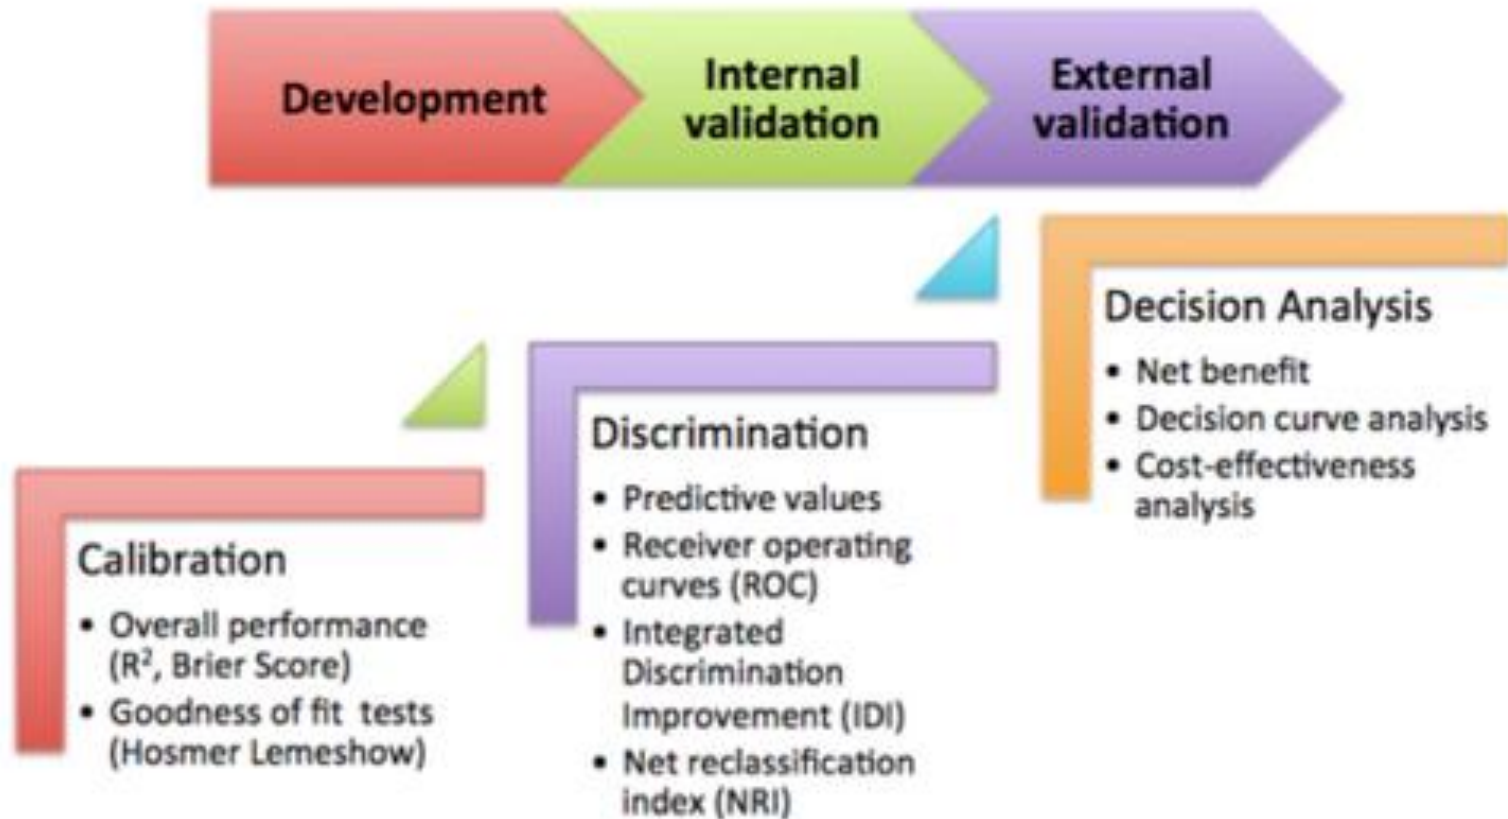 Development
Internal
validation
External
validation
Calibration
• Overall performance
(R², Brier Score)
• Goodness of fit tests
(Hosmer Lemeshow)
Discrimination
• Predictive values
• Receiver operating
curves (ROC)
• Integrated
Discrimination
Improvement (IDI)
• Net reclassification
index (NRI)
Decision Analysis
• Net benefit
• Decision curve analysis
• Cost-effectiveness
analysis